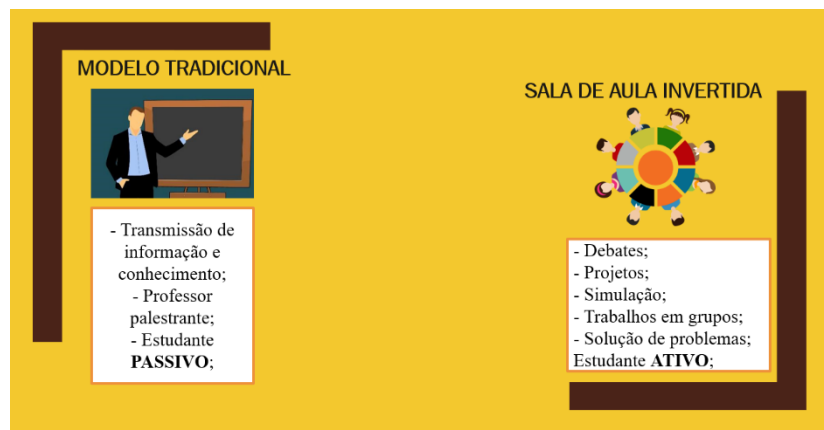 MODELO TRADICIONAL
- Transmissão de
informação e
conhecimento;
- Professor
palestrante;
- Estudante
PASSIVO;
SALA DE AULA INVERTIDA
- Debates;
- Projetos;
- Simulação;
- Trabalhos em grupos;
- Solução de problemas;
Estudante ATIVO;